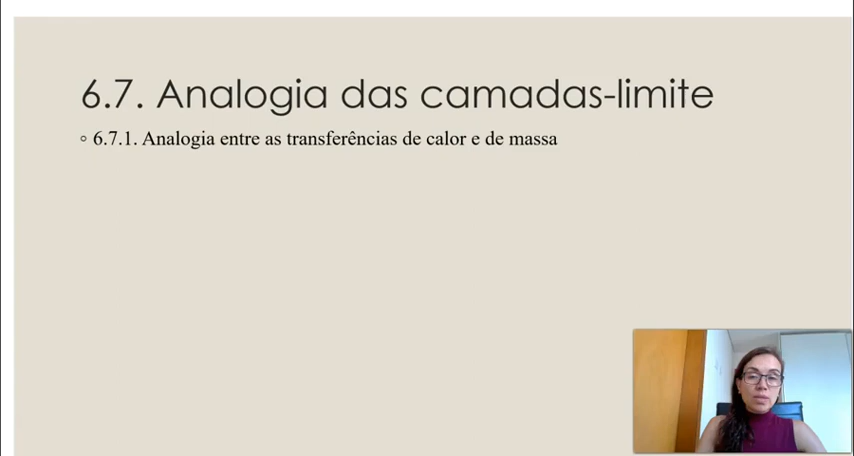 6.7. Analogia das camadas-limite
6.7.1. Analogia entre as transferências de calor e de massa